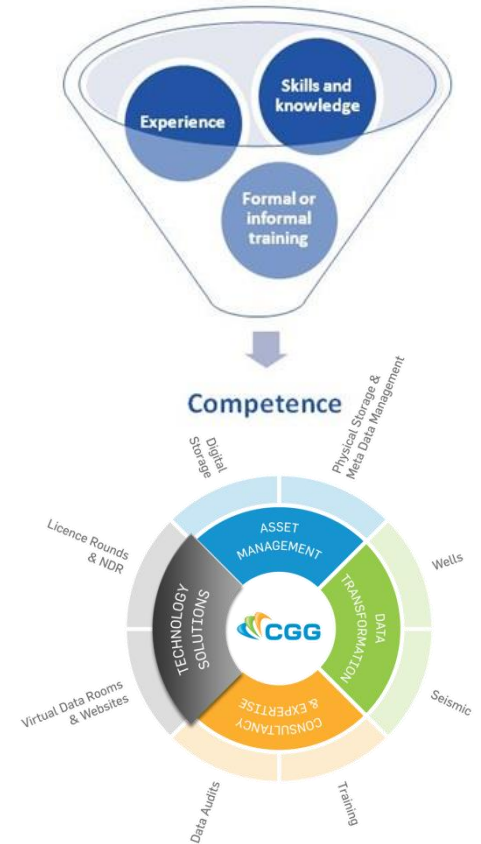 Skills and
knowledge
Experience
Formal or
informal
training
Competence
Digital
Storage
Physical Storage &
Meta Data Management
Licence Rounds
& NDR
Wells
ASSET
MANAGEMENT
TECHNOLOGY
SOLUTIONS
CGG
DATA
TRANSFORMATION
CONSULTANCY
& EXPERTISE
Virtual Data Rooms
& Websites
Seismic
Data Audits
Training